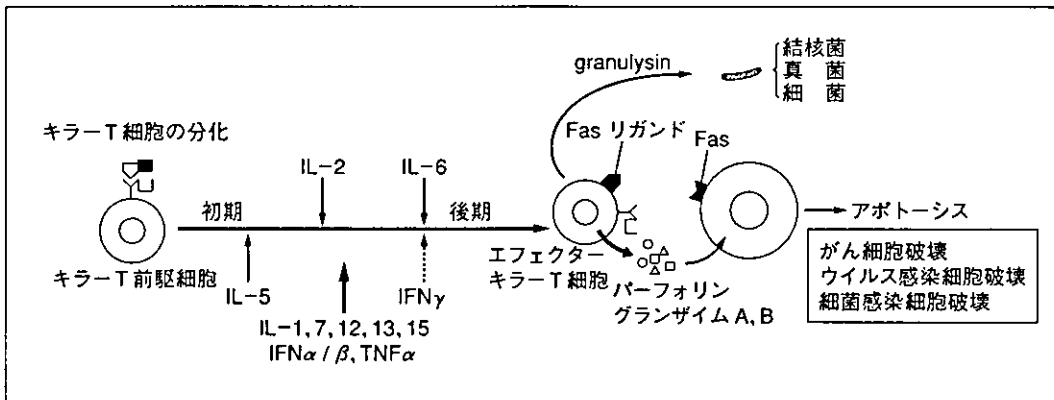 granulysin
結核菌
真 菌
細 菌
キラーT細胞の分化
Fas リガンド
Fas
IL-2
IL-6
初期
後期
アポトーシス
キラーT前駆細胞
IL-5
IFNγ
エフェクター
キラーT細胞
パーフォリン
グランザイム A, B
がん細胞破壊
ウイルス感染細胞破壊
細菌感染細胞破壊
IL-1, 7, 12, 13, 15
IFNα / β, TNFα